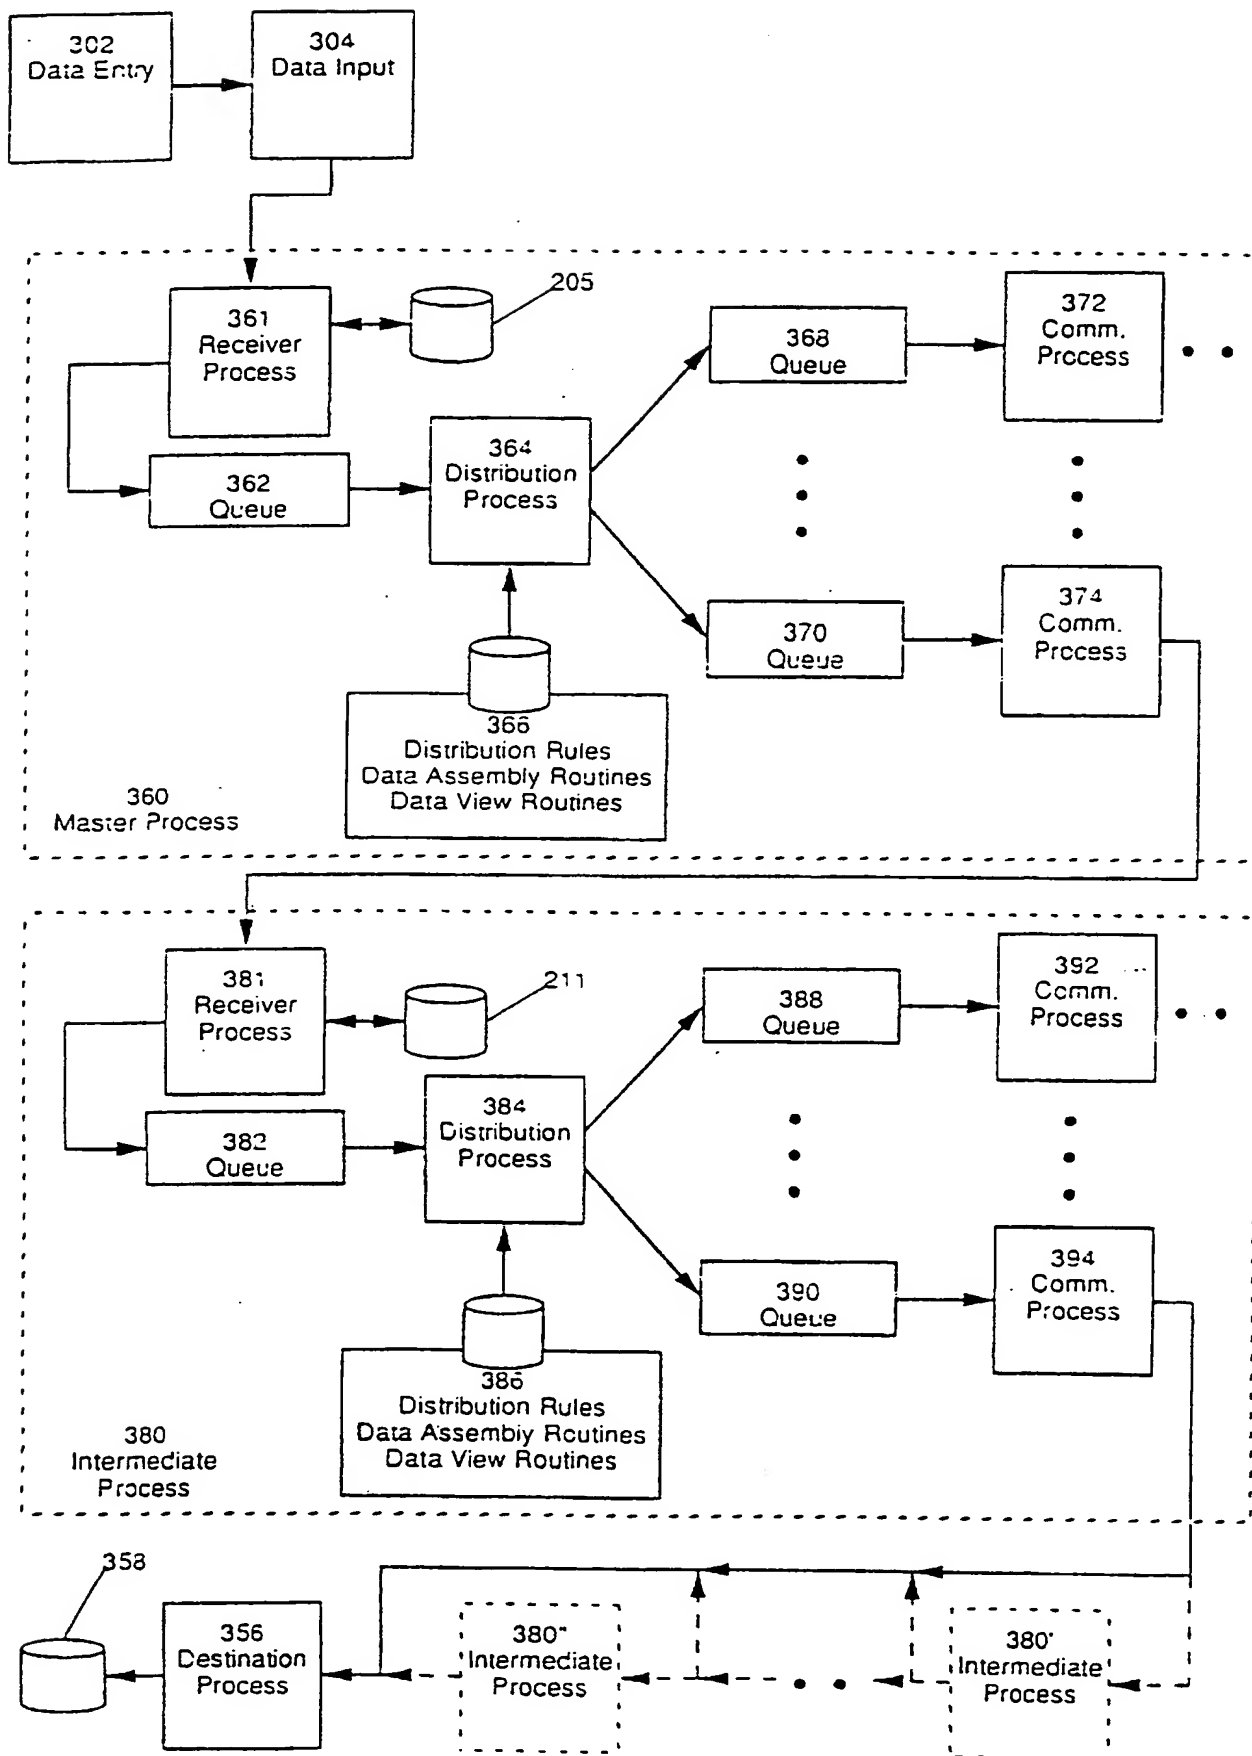 302
Data Entry
304
Data Input
361
Receiver
Process
205
368
Queue
372
Comm.
Process
362
Queue
364
Distribution
Process
370
Queue
374
Comm.
Process
366
Distribution Rules
Data Assembly Routines
Data View Routines
360
Master Process
381
Receiver
Process
211
388
Queue
392
Comm.
Process
382
Queue
384
Distribution
Process
390
Queue
394
Comm.
Process
386
Distribution Rules
Data Assembly Routines
Data View Routines
380
Intermediate
Process
358
356
Destination
Process
380"
Intermediate
Process
380'
Intermediate
Process